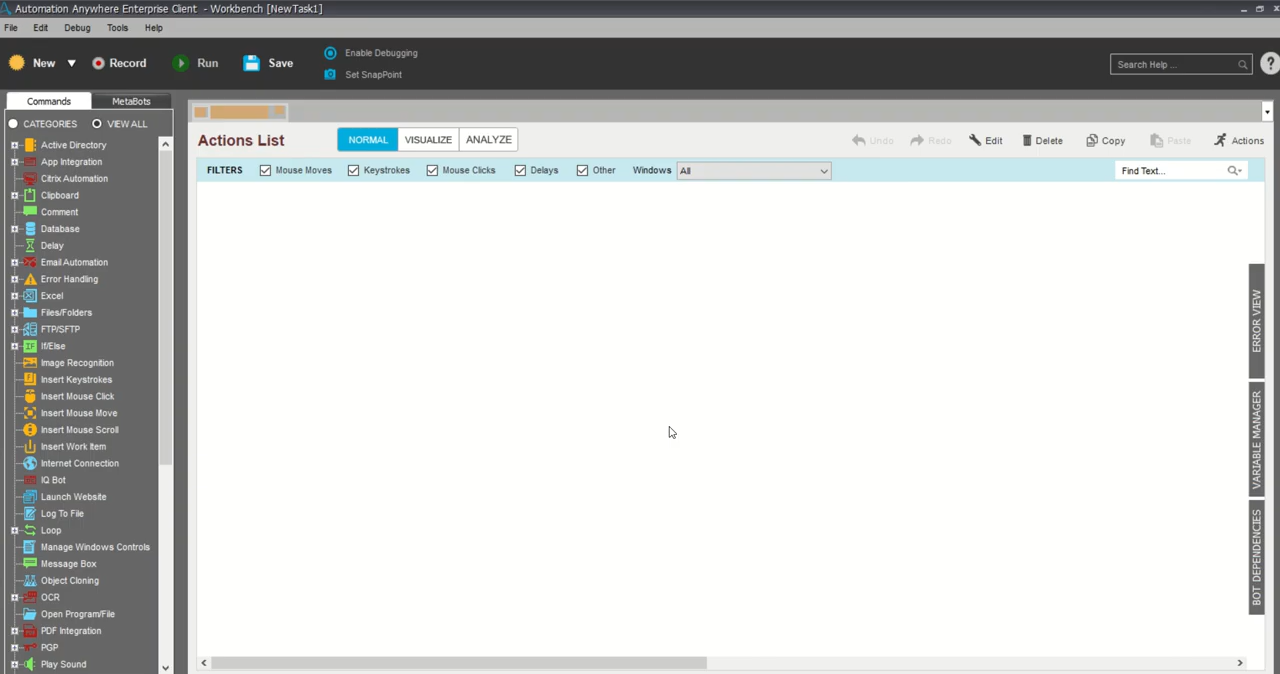 Automation Anywhere Enterprise Client - Workbench [NewTask1]
File Edit Debug Tools Help
New Record Run Save
Enable Debugging
Set SnapPoint
Search Help ...
?
Commands MetaBots
CATEGORIES VIEW ALL
Active Directory
App Integration
Citrix Automation
Clipboard
Comment
Database
Delay
Email Automation
Error Handling
Excel
Files/Folders
FTP/SFTP
IF If/Else
Image Recognition
Insert Keystrokes
Insert Mouse Click
Insert Mouse Move
Insert Mouse Scroll
Insert Work Item
Internet Connection
IQ Bot
Launch Website
Log To File
Loop
Manage Windows Controls
Message Box
Object Cloning
OCR
Open Program/File
PDF Integration
PGP
Play Sound
Actions List NORMAL VISUALIZE ANALYZE Undo Redo Edit Delete Copy Paste Actions
FILTERS Mouse Moves Keystrokes Mouse Clicks Delays Other Windows All Find Text...
ERROR VIEW
VARIABLE MANAGER
BOT DEPENDENCIES